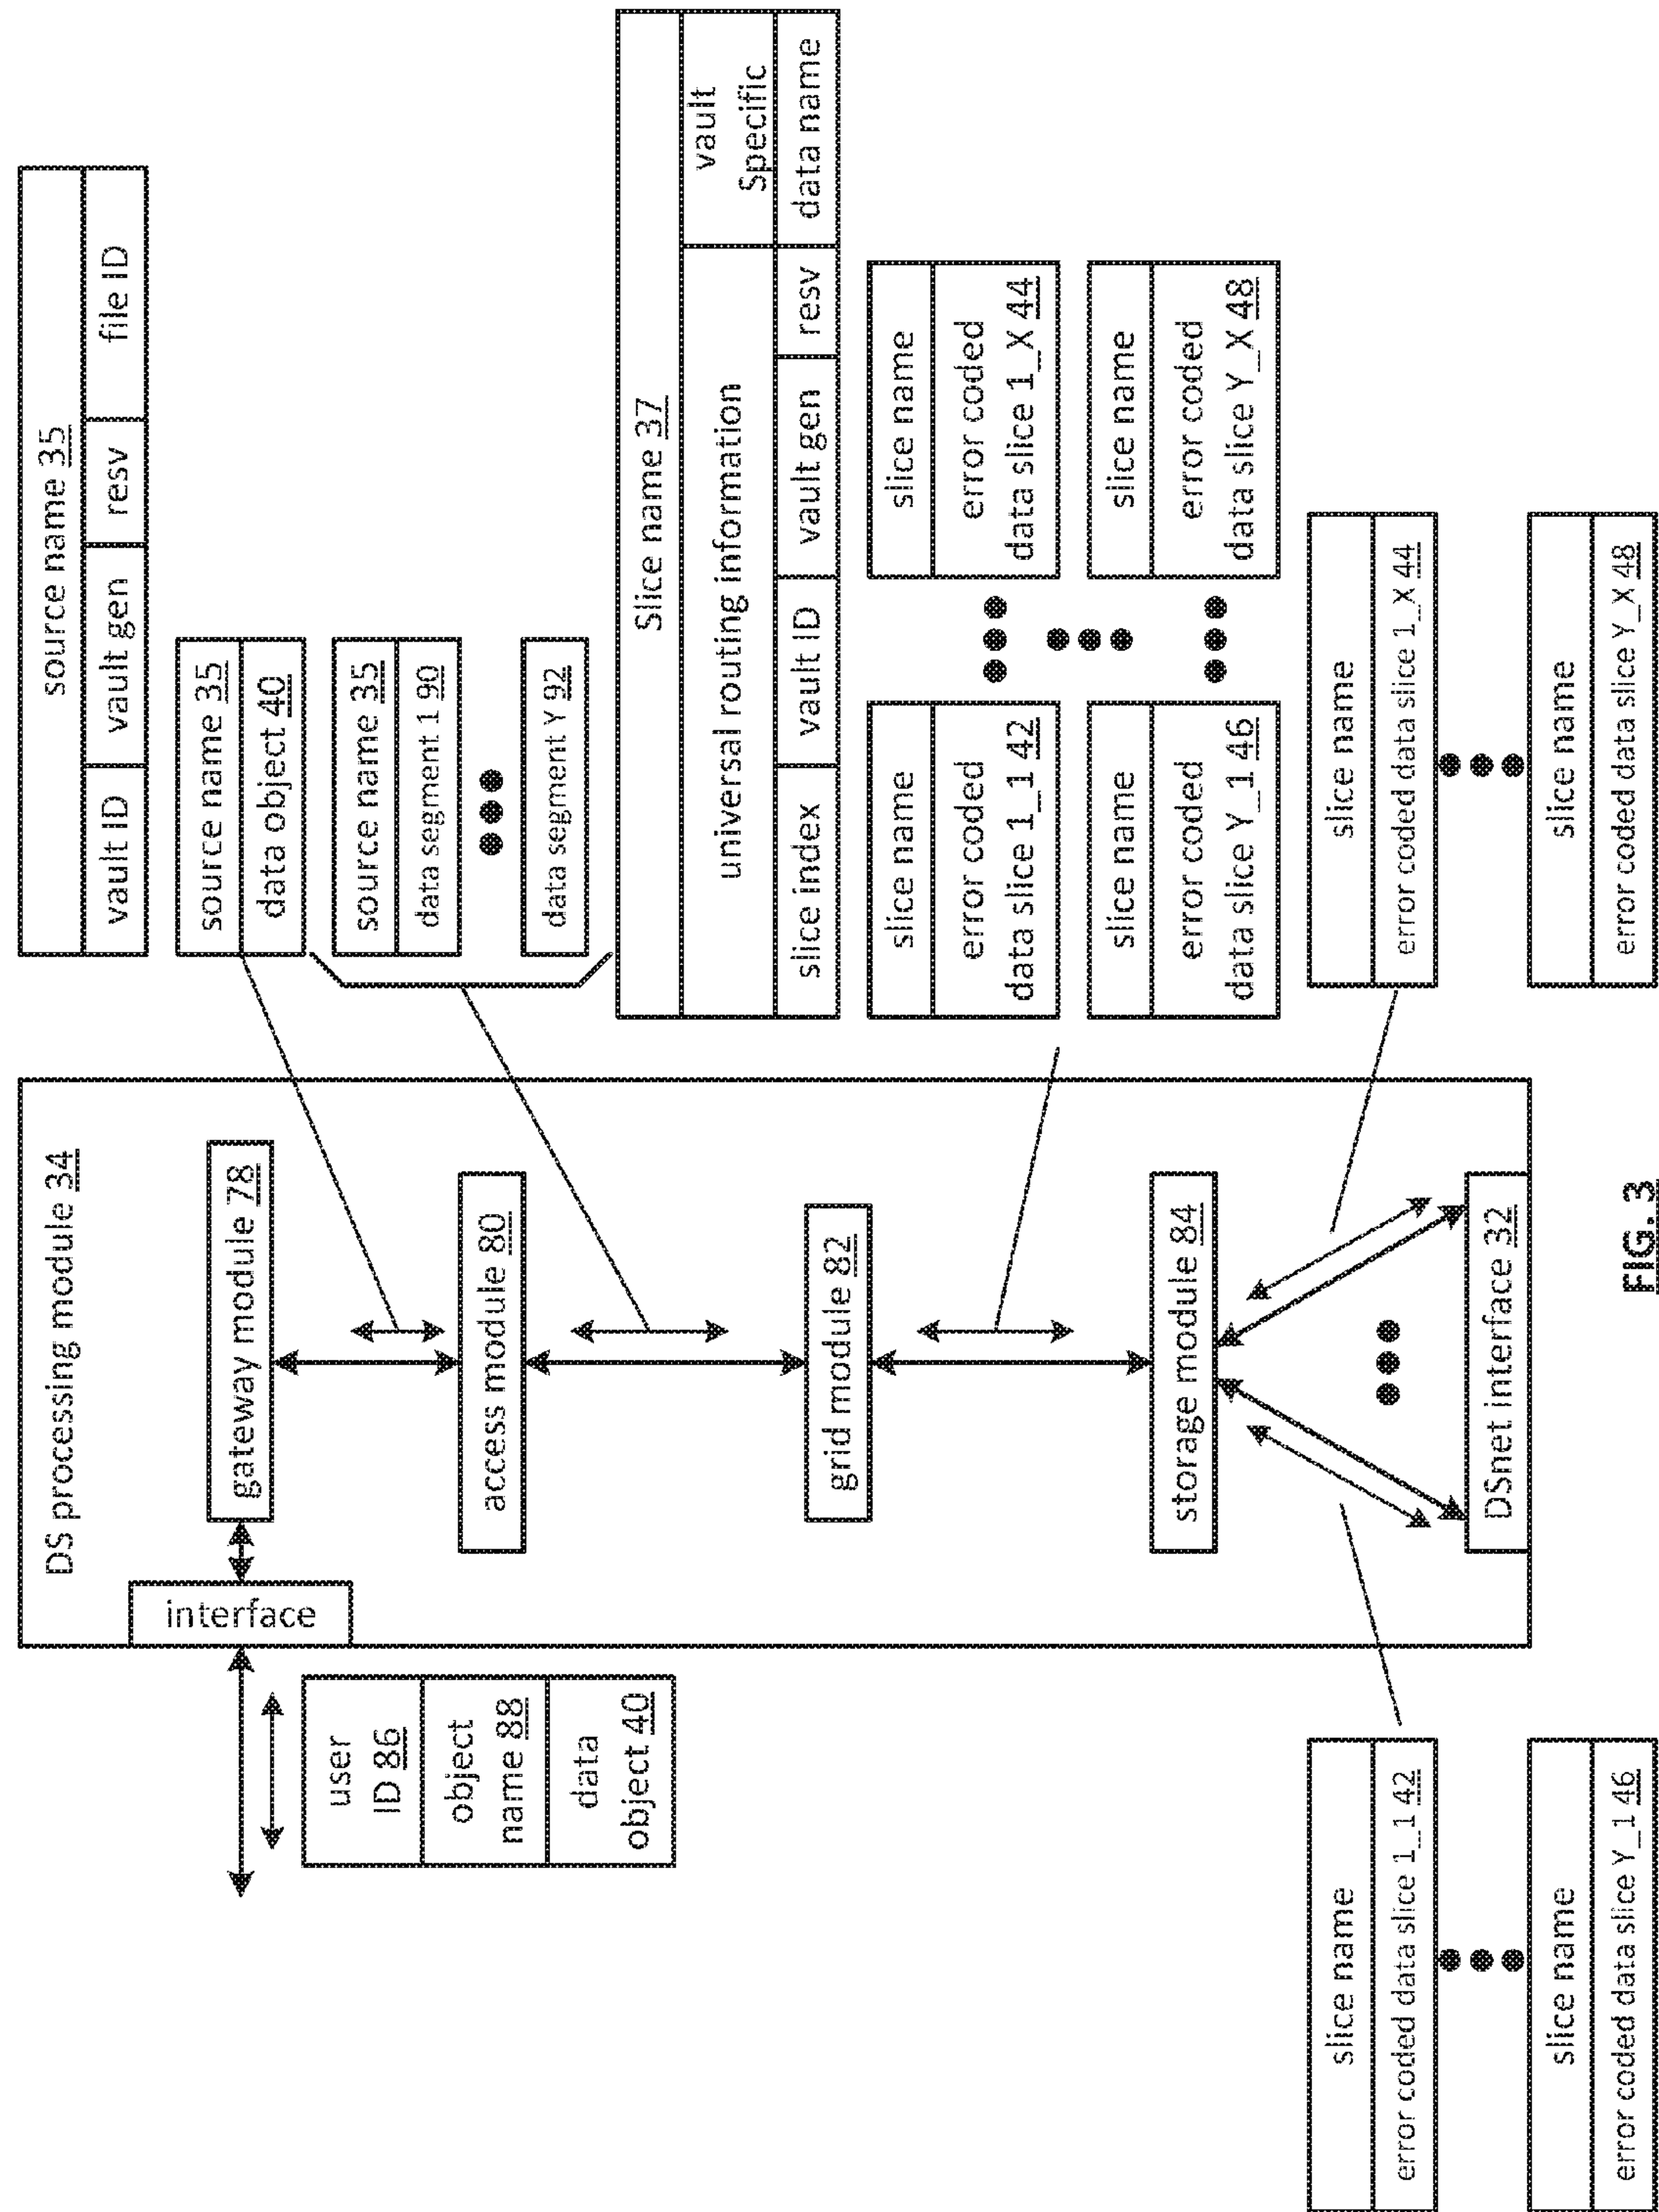 DS processing module 34
interface
gateway module 78
access module 80
grid module 82
storage module 84
DSnet interface 32
user
ID 86
object
name 88
data
object 40
source name 35
vault ID
vault gen
resv
file ID
source name 35
data object 40
source name 35
data segment 1 90
data segment Y 92
Slice name 37
universal routing information
vault
Specific
slice index
vault ID
vault gen
resv
data name
slice name
error coded
data slice 1_1 42
slice name
error coded
data slice 1_X 44
slice name
error coded
data slice Y_1 46
slice name
error coded
data slice Y_X 48
slice name
error coded data slice 1_1 42
slice name
error coded data slice Y_1 46
slice name
error coded data slice 1_X 44
slice name
error coded data slice Y_X 48
FIG. 3